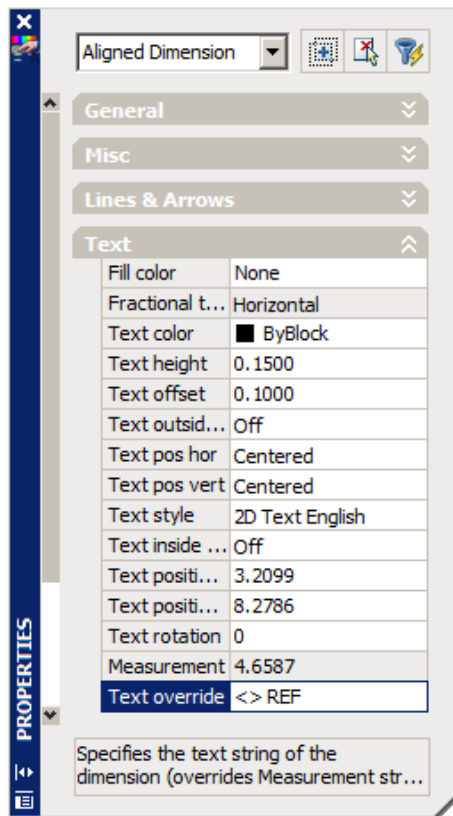 Aligned Dimension
General
Misc
Lines & Arrows
Text
Fill color None
Fractional t... Horizontal
Text color ByBlock
Text height 0.1500
Text offset 0.1000
Text outsid... Off
Text pos hor Centered
Text pos vert Centered
Text style 2D Text English
Text inside ... Off
Text positi... 3.2099
Text positi... 8.2786
Text rotation 0
Measurement 4.6587
Text override <> REF
PROPERTIES
Specifies the text string of the
dimension (overrides Measurement str...